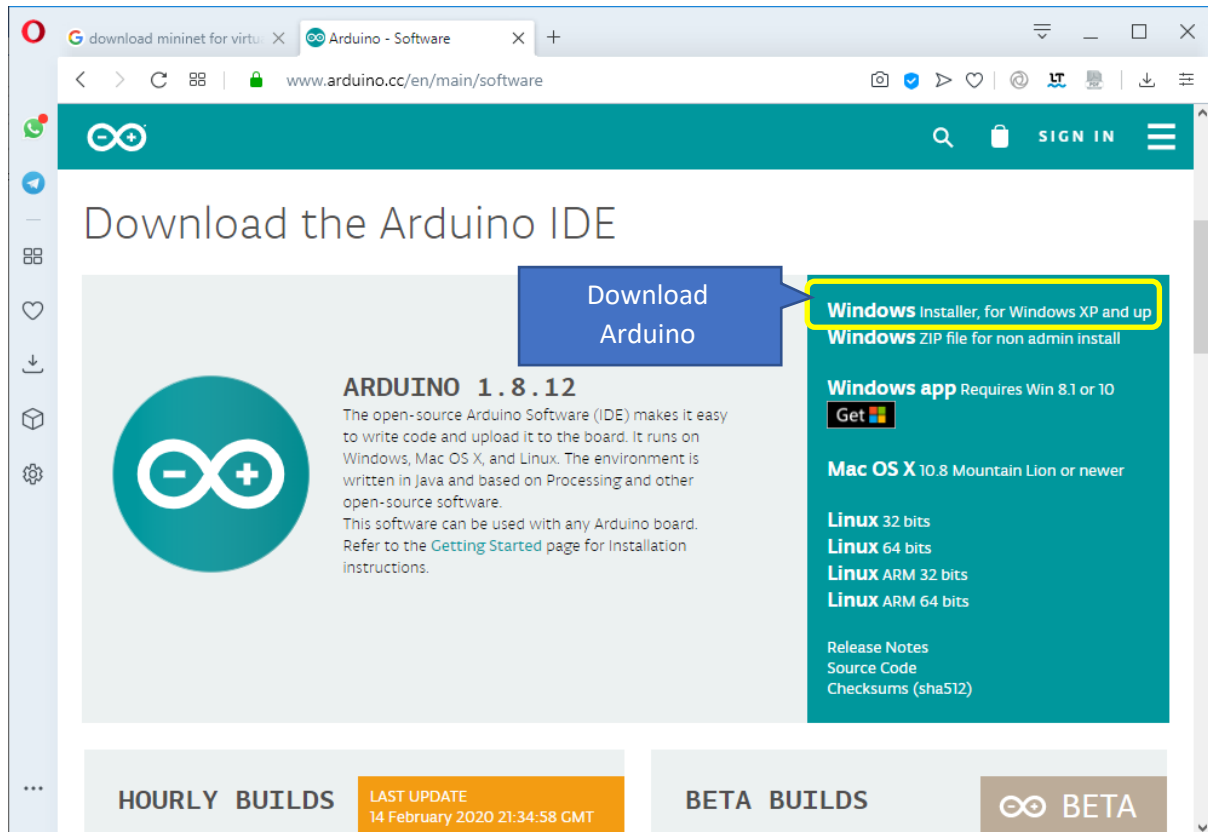 download mininet for virtu
Arduino - Software
www.arduino.cc/en/main/software
SIGN IN
Download the Arduino IDE
Download
Arduino
ARDUINO 1.8.12
The open-source Arduino Software (IDE) makes it easy
to write code and upload it to the board. It runs on
Windows, Mac OS X, and Linux. The environment is
written in Java and based on Processing and other
open-source software.
This software can be used with any Arduino board.
Refer to the Getting Started page for Installation
instructions.
Windows Installer, for Windows XP and up
Windows ZIP file for non admin install
Windows app Requires Win 8.1 or 10
Get
Mac OS X 10.8 Mountain Lion or newer
Linux 32 bits
Linux 64 bits
Linux ARM 32 bits
Linux ARM 64 bits
Release Notes
Source Code
Checksums (sha512)
HOURLY BUILDS
LAST UPDATE
14 February 2020 21:34:58 GMT
BETA BUILDS
BETA